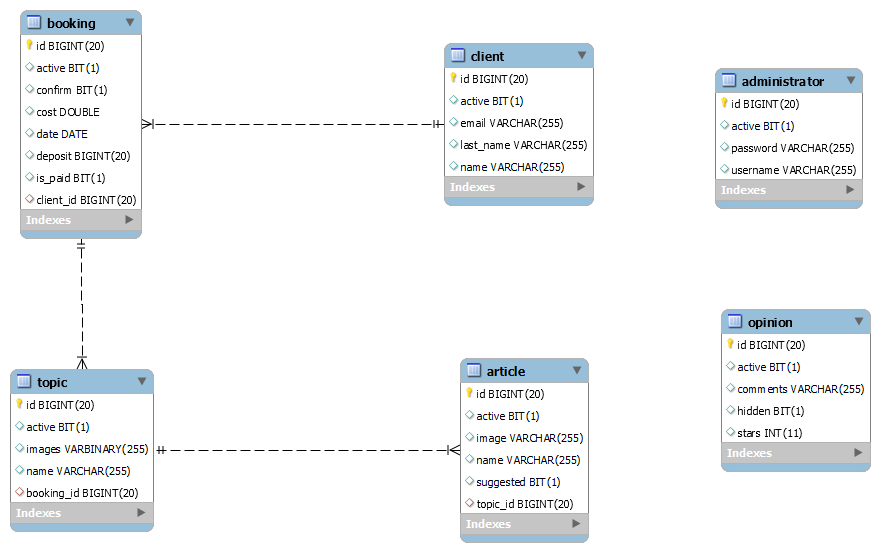 booking
id BIGINT(20)
active BIT(1)
confirm BIT(1)
cost DOUBLE
date DATE
deposit BIGINT(20)
is_paid BIT(1)
client_id BIGINT(20)
Indexes
client
id BIGINT(20)
active BIT(1)
email VARCHAR(255)
last_name VARCHAR(255)
name VARCHAR(255)
Indexes
administrator
id BIGINT(20)
active BIT(1)
password VARCHAR(255)
username VARCHAR(255)
Indexes
topic
id BIGINT(20)
active BIT(1)
images VARBINARY(255)
name VARCHAR(255)
booking_id BIGINT(20)
Indexes
article
id BIGINT(20)
active BIT(1)
image VARCHAR(255)
name VARCHAR(255)
suggested BIT(1)
topic_id BIGINT(20)
Indexes
opinion
id BIGINT(20)
active BIT(1)
comments VARCHAR(255)
hidden BIT(1)
stars INT(11)
Indexes